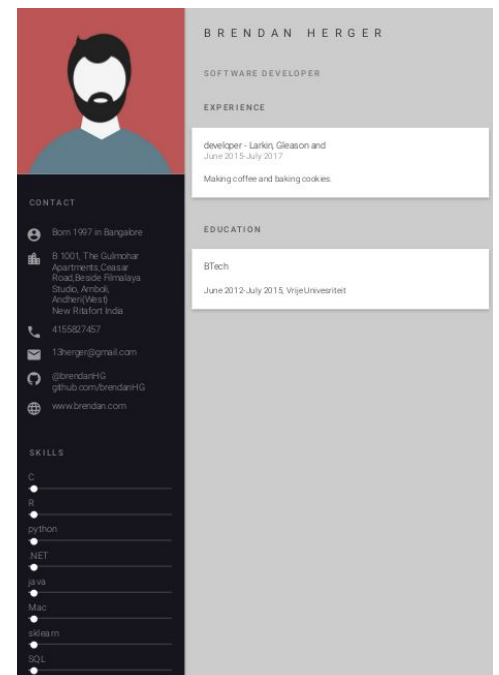 BRENDAN HERGER
SOFTWARE DEVELOPER
EXPERIENCE
developer - Larkin, Gleason and
June 2015-July 2017
Making coffee and baking cookies.
EDUCATION
BTech
June 2012-July 2015, VrijeUnivesriteit
CONTACT
Born 1997 in Bangalore
B 1001, The Gulmohar
Apartments,Ceasar
Road,Beside Filmalaya
Studio, Amboli,
Andheri(West)
New Ritafort India
4155827457
13herger@gmail.com
@brendanHG
github.com/brendanHG
www.brendan.com
SKILLS
C
R
python
.NET
java
Mac
sklearn
SQL